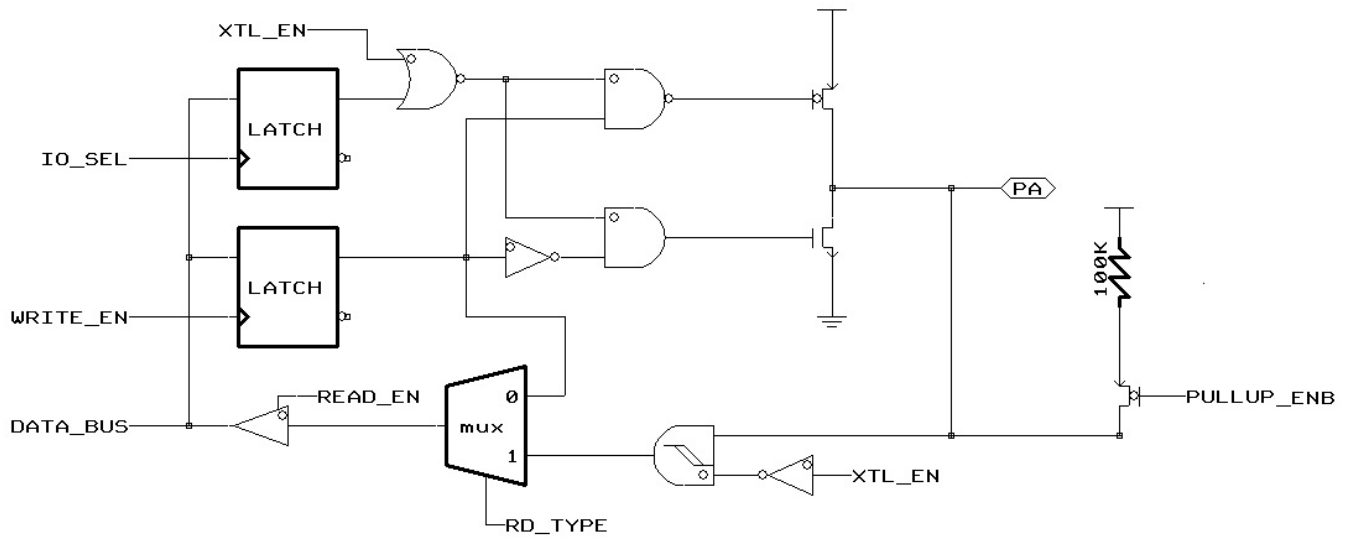 XTL_EN
LATCH
IO_SEL
PA
100K
LATCH
WRITE_EN
READ_EN
0
PULLUP_ENB
DATA_BUS
mux
1
XTL_EN
RD_TYPE